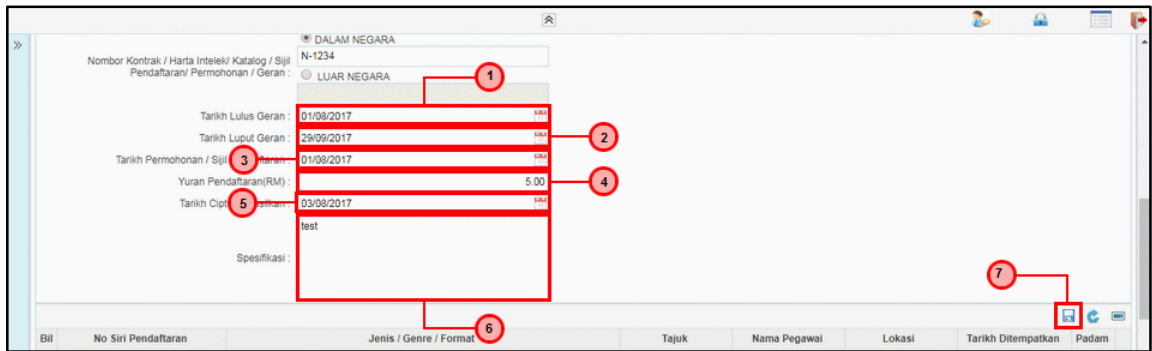 DALAM NEGARA
Nombor Kontrak / Harta Intelek/ Katalog / Sijil
Pendaftaran/ Permohonan / Geran :
N-1234
LUAR NEGARA
1
Tarikh Lulus Geran : 01/08/2017
Tarikh Luput Geran : 29/09/2017
2
Tarikh Permohonan / Sijil 3 ftaran : 01/08/2017
Yuran Pendaftaran(RM) : 5.00
4
Tarikh Cipt 5 silkan : 03/08/2017
test
Spesifikasi :
7
6
Bil No Siri Pendaftaran Jenis / Genre / Format Tajuk Nama Pegawai Lokasi Tarikh Ditempatkan Padam